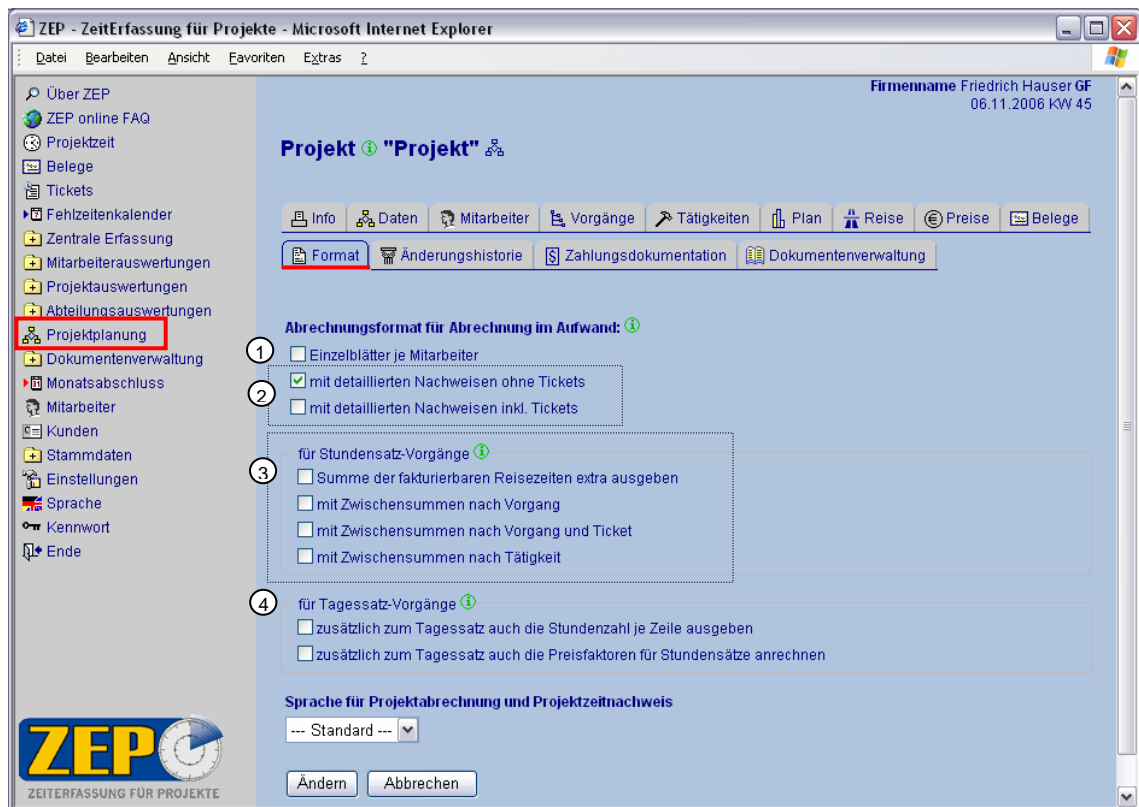 ZEP - ZeitErfassung für Projekte - Microsoft Internet Explorer
Datei Bearbeiten Ansicht Favoriten Extras ?
Firmenname Friedrich Hauser GF
06.11.2006 KW 45
Über ZEP
ZEP online FAQ
Projektzeit
Belege
Tickets
Fehlzeitenkalender
Zentrale Erfassung
Mitarbeiterauswertungen
Projektauswertungen
Abteilungsauswertungen
Projektplanung
Dokumentenverwaltung
Monatsabschluss
Mitarbeiter
Kunden
Stammdaten
Einstellungen
Sprache
Kennwort
Ende
ZEP
ZEITERFASSUNG FÜR PROJEKTE
Projekt "Projekt"
Info Daten Mitarbeiter Vorgänge Tätigkeiten Plan Reise Preise Belege
Format Änderungshistorie Zahlungsdokumentation Dokumentenverwaltung
Abrechnungsformat für Abrechnung im Aufwand:
1 Einzelblätter je Mitarbeiter
2 mit detaillierten Nachweisen ohne Tickets
mit detaillierten Nachweisen inkl. Tickets
für Stundensatz-Vorgänge
3 Summe der fakturierbaren Reisezeiten extra ausgeben
mit Zwischensummen nach Vorgang
mit Zwischensummen nach Vorgang und Ticket
mit Zwischensummen nach Tätigkeit
4 für Tagessatz-Vorgänge
zusätzlich zum Tagessatz auch die Stundenzahl je Zeile ausgeben
zusätzlich zum Tagessatz auch die Preisfaktoren für Stundensätze anrechnen
Sprache für Projektabrechnung und Projektzeitnachweis
--- Standard ---
Ändern Abbrechen